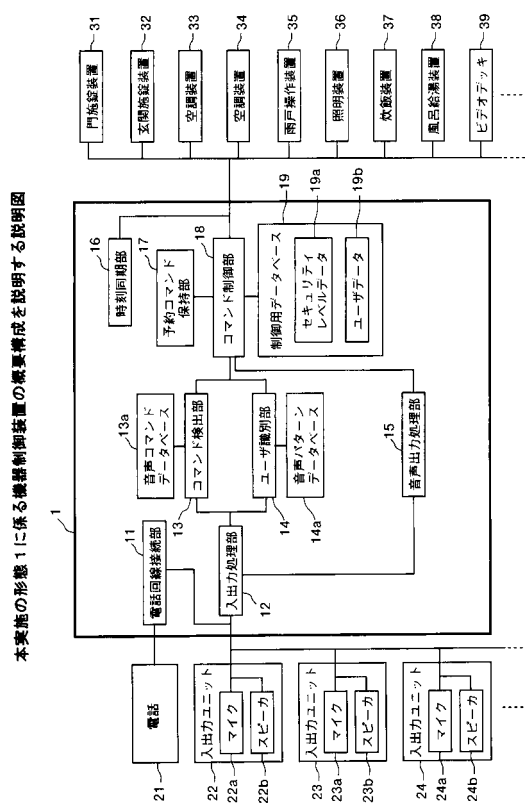 本実施の形態1に係る機器制御装置の概要構成を説明する説明図
1
電話
21
電話回線接続部
11
入出力処理部
12
入出力ユニット
22
マイク
22a
スピーカ
22b
入出力ユニット
23
マイク
23a
スピーカ
23b
入出力ユニット
24
マイク
24a
スピーカ
24b
音声コマンド
データベース
13a
コマンド検出部
13
ユーザ識別部
14
音声パターン
データベース
14a
音声出力処理部
15
時刻同期部
16
予約コマンド
保持部
17
コマンド制御部
18
制御用データベース
19
セキュリティ
レベルデータ
19a
ユーザデータ
19b
門施錠装置
31
玄関施錠装置
32
空調装置
33
空調装置
34
雨戸操作装置
35
照明装置
36
炊飯装置
37
風呂給湯装置
38
ビデオデッキ
39